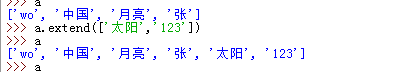 >>> a
['wo', '中国', '月亮', '张']
>>> a.extend(['太阳','123'])
>>> a
['wo', '中国', '月亮', '张', '太阳', '123']
>>> a